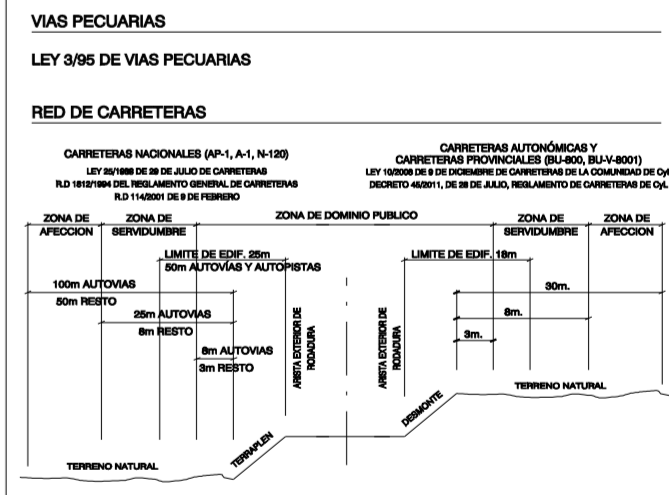 VIAS PECUARIAS
LEY 3/95 DE VIAS PECUARIAS
RED DE CARRETERAS
CARRETERAS NACIONALES (AP-1, A-1, N-120)
LEY 25/1988 DE 29 DE JULIO DE CARRETERAS
R.D 1812/1994 DEL REGLAMENTO GENERAL DE CARRETERAS
R.D 114/2001 DE 9 DE FEBRERO
CARRETERAS AUTONÓMICAS Y
CARRETERAS PROVINCIALES (BU-800, BU-V-8001)
LEY 10/2008 DE 9 DE DICIEMBRE DE CARRETERAS DE LA COMUNIDAD DE CyL
DECRETO 45/2011, DE 28 DE JULIO, REGLAMENTO DE CARRETERAS DE CyL.
ZONA DE
AFECCION
ZONA DE
SERVIDUMBRE
ZONA DE DOMINIO PUBLICO
ZONA DE
SERVIDUMBRE
ZONA DE
AFECCION
LIMITE DE EDIF. 25m
50m AUTOVÍAS Y AUTOPISTAS
LIMITE DE EDIF. 18m
100m AUTOVIAS
50m RESTO
30m.
25m AUTOVIAS
8m RESTO
8m.
8m AUTOVIAS
3m RESTO
3m.
ARISTA EXTERIOR DE
RODADURA
ARISTA EXTERIOR DE
RODADURA
TERRENO NATURAL
DESMONTE
TERRAPLEN
TERRENO NATURAL